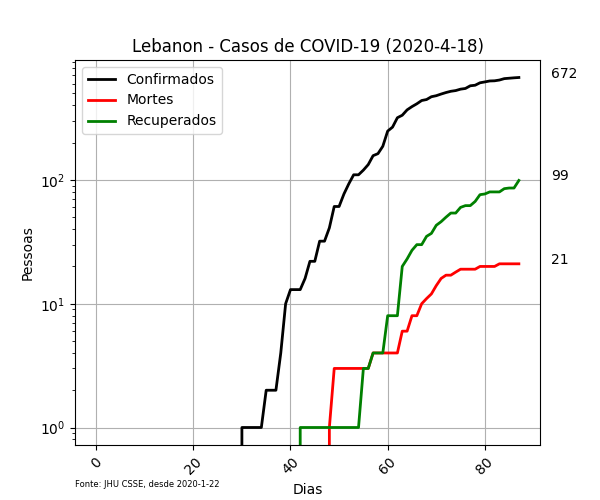 Lebanon - Casos de COVID-19 (2020-4-18)
Confirmados
Mortes
Recuperados
672
99
21
10²
10¹
10⁰
Pessoas
0
20
40
60
80
Dias
Fonte: JHU CSSE, desde 2020-1-22